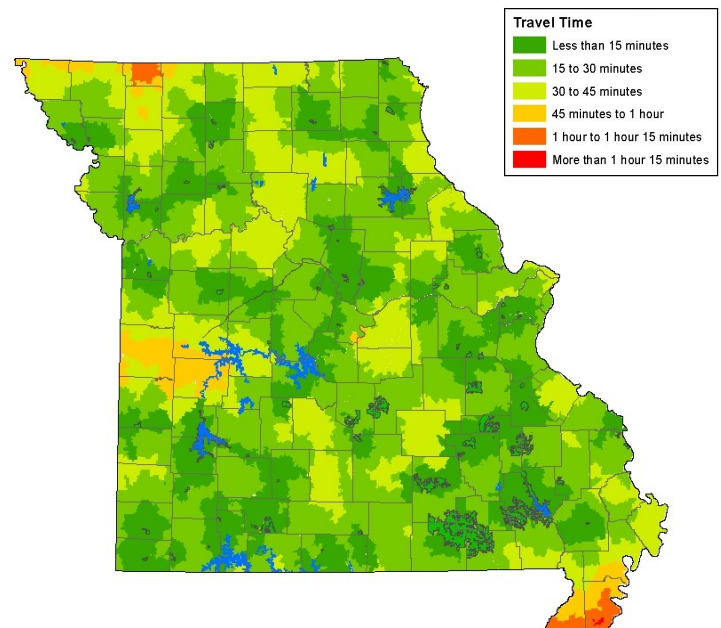 Travel Time
Less than 15 minutes
15 to 30 minutes
30 to 45 minutes
45 minutes to 1 hour
1 hour to 1 hour 15 minutes
More than 1 hour 15 minutes